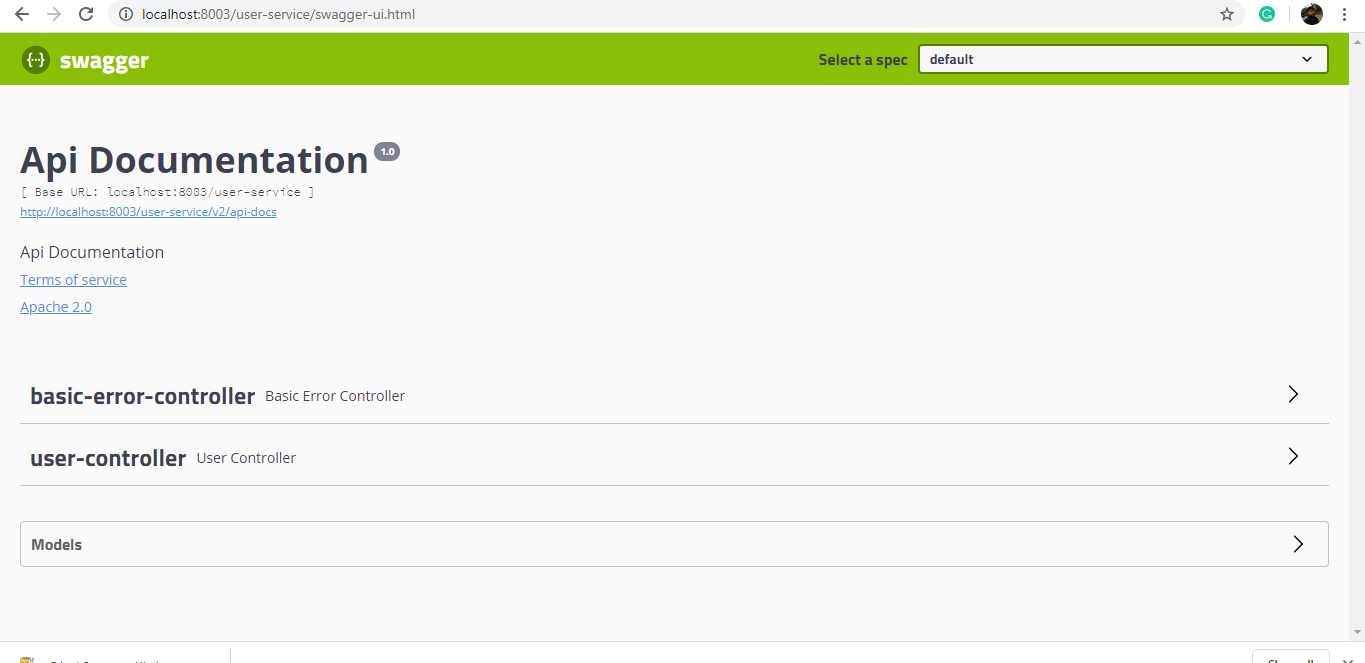 localhost:8003/user-service/swagger-ui.html
{··} swagger
Select a spec default
Api Documentation 1.0
[ Base URL: localhost:8003/user-service ]
http://localhost:8003/user-service/v2/api-docs
Api Documentation
Terms of service
Apache 2.0
basic-error-controller Basic Error Controller
user-controller User Controller
Models